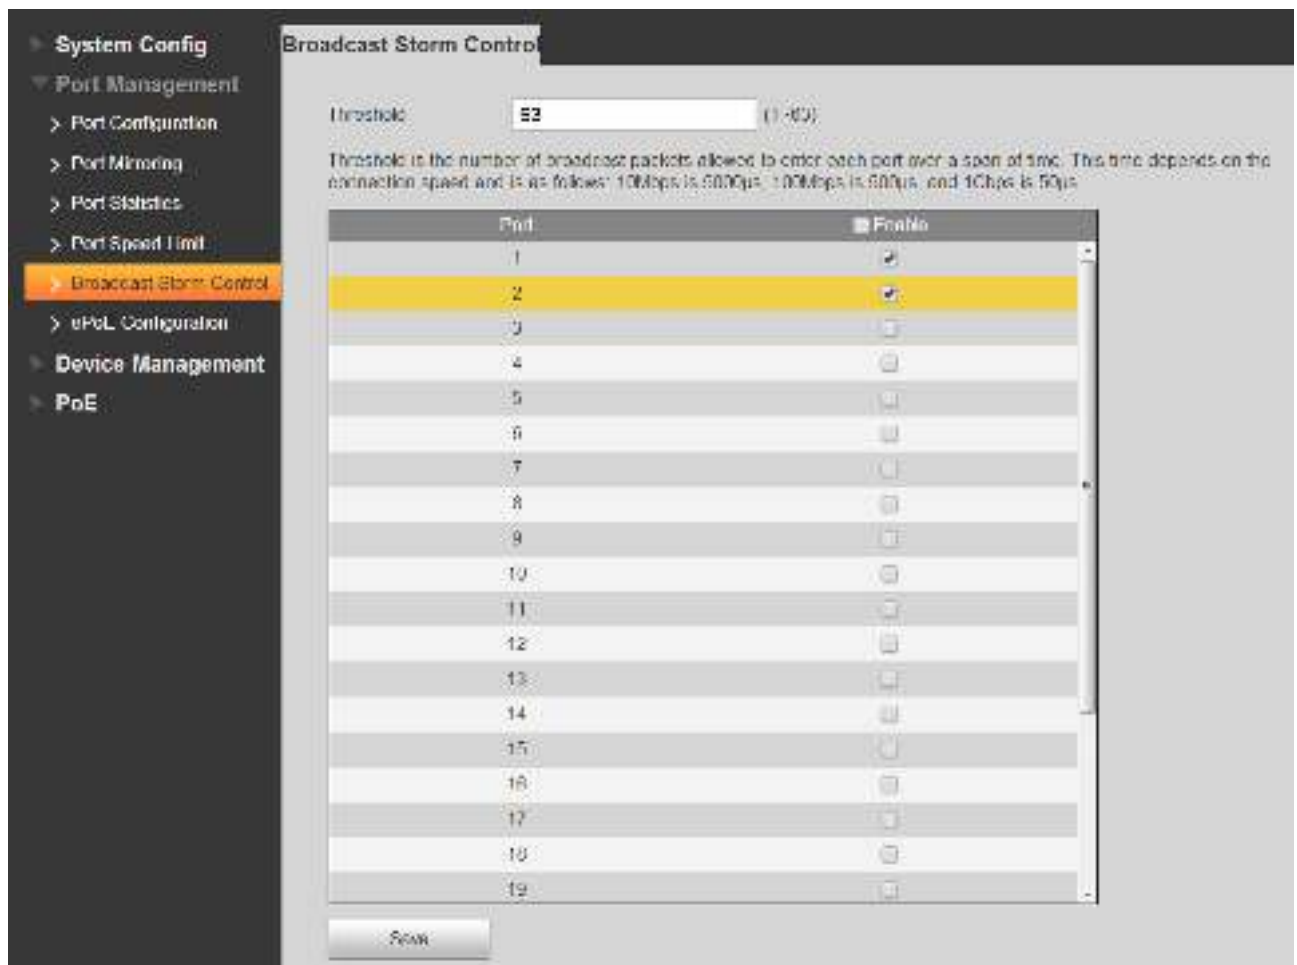 System Config
Port Management
Port Configuration
Port Mirroring
Port Statistics
Port Speed Limit
Broadcast Storm Control
ePoE Configuration
Device Management
PoE
Broadcast Storm Control
Threshold
(1-63)
Threshold is the number of broadcast packets allowed to enter each port over a span of time. This time depends on the
connection speed and is as follows: 10Mbps is 5000μs, 100Mbps is 500μs, and 1Gbps is 50μs
Port Enable
1
2
3
4
5
6
7
8
9
10
11
12
13
14
15
16
17
18
19
Save